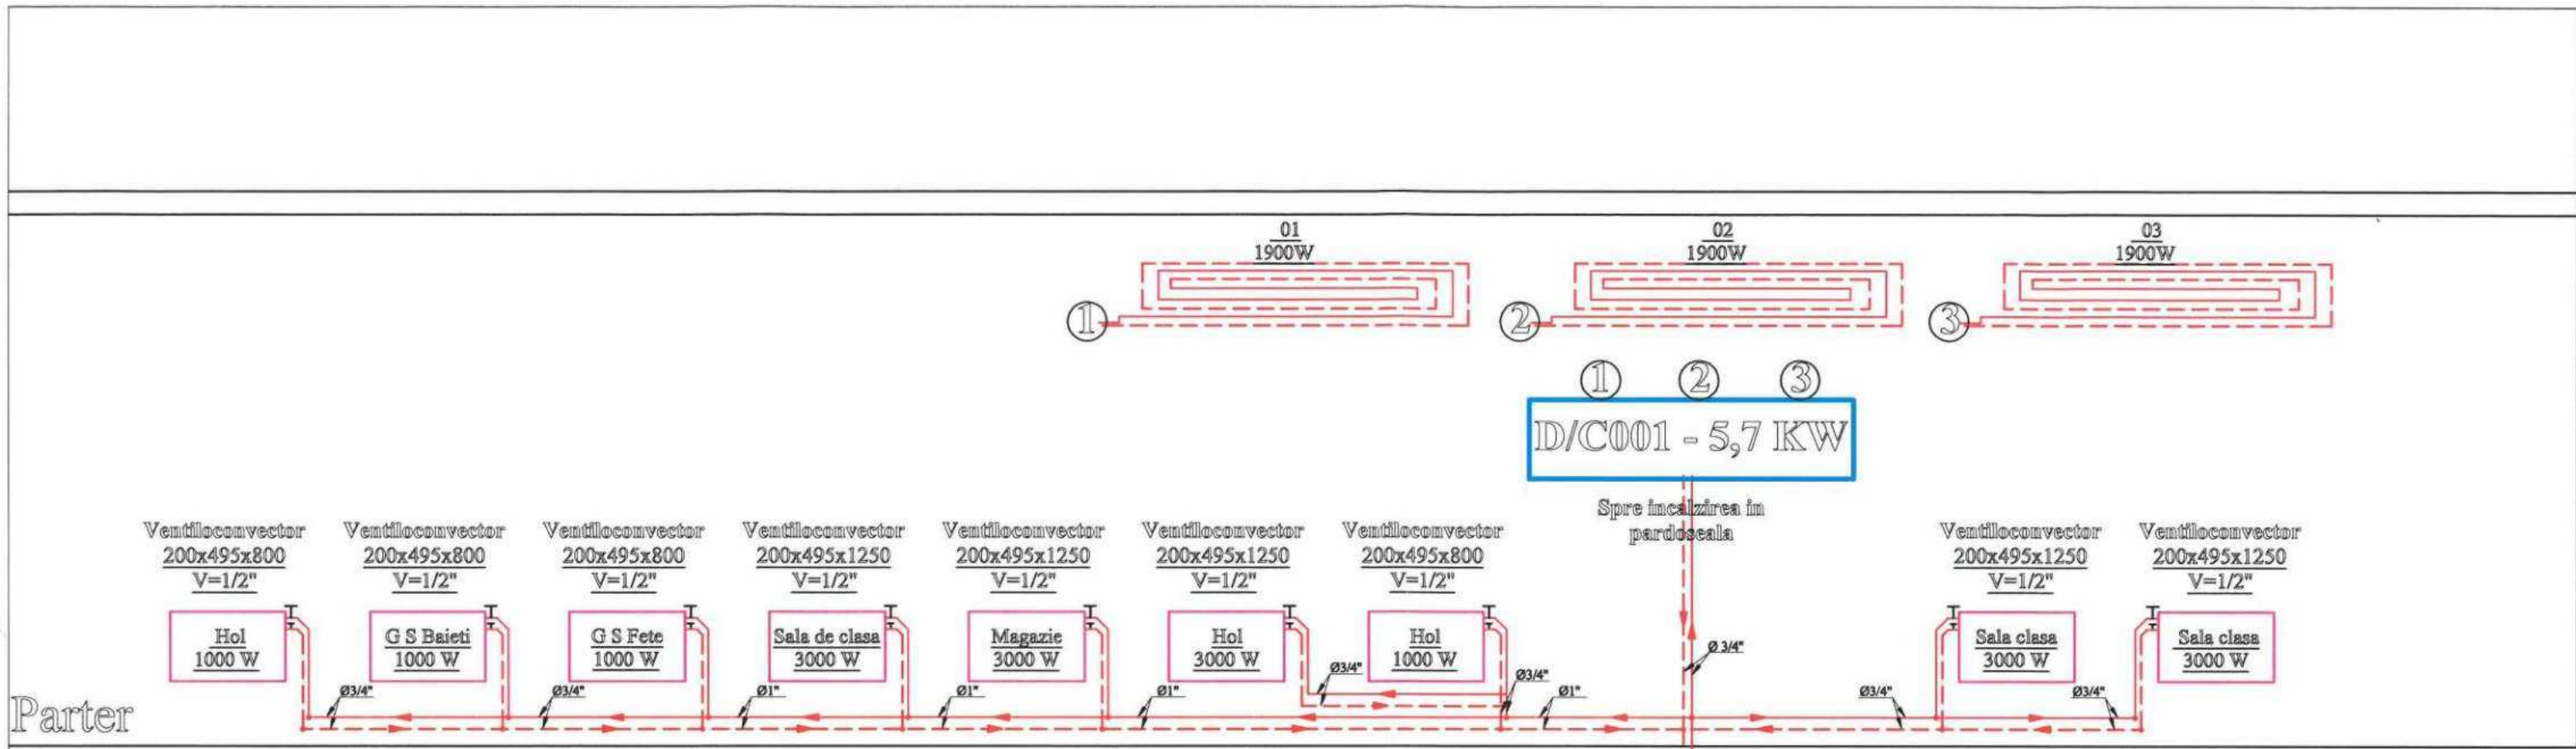 01
1900W
02
1900W
03
1900W
1
2
3
1
2
3
D/C001 - 5,7 KW
Spre incalzirea in
pardoseala
Ventiloconvector
200x495x800
V=1/2"
Ventiloconvector
200x495x800
V=1/2"
Ventiloconvector
200x495x800
V=1/2"
Ventiloconvector
200x495x1250
V=1/2"
Ventiloconvector
200x495x1250
V=1/2"
Ventiloconvector
200x495x1250
V=1/2"
Ventiloconvector
200x495x800
V=1/2"
Ventiloconvector
200x495x1250
V=1/2"
Ventiloconvector
200x495x1250
V=1/2"
Hol
1000 W
G S Baieti
1000 W
G S Fete
1000 W
Sala de clasa
3000 W
Magazie
3000 W
Hol
3000 W
Hol
1000 W
Sala clasa
3000 W
Sala clasa
3000 W
Ø 3/4"
Ø3/4"
Ø3/4"
Ø3/4"
Ø3/4"
Ø1"
Ø1"
Ø1"
Ø1"
Ø3/4"
Ø3/4"
Parter